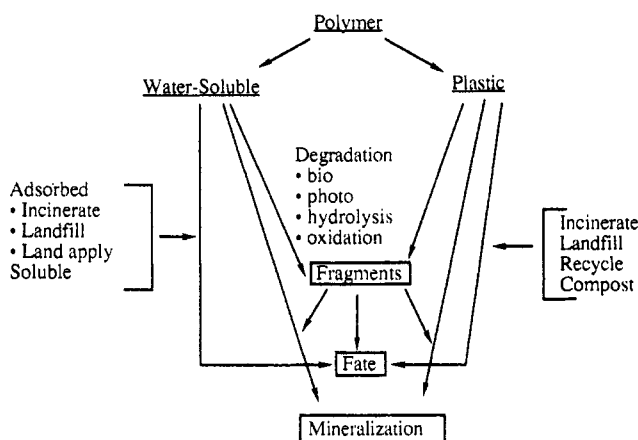 Polymer
Water-Soluble
Plastic
Degradation
• bio
• photo
• hydrolysis
• oxidation
Adsorbed
• Incinerate
• Landfill
• Land apply
Soluble
Incinerate
Landfill
Recycle
Compost
Fragments
Fate
Mineralization